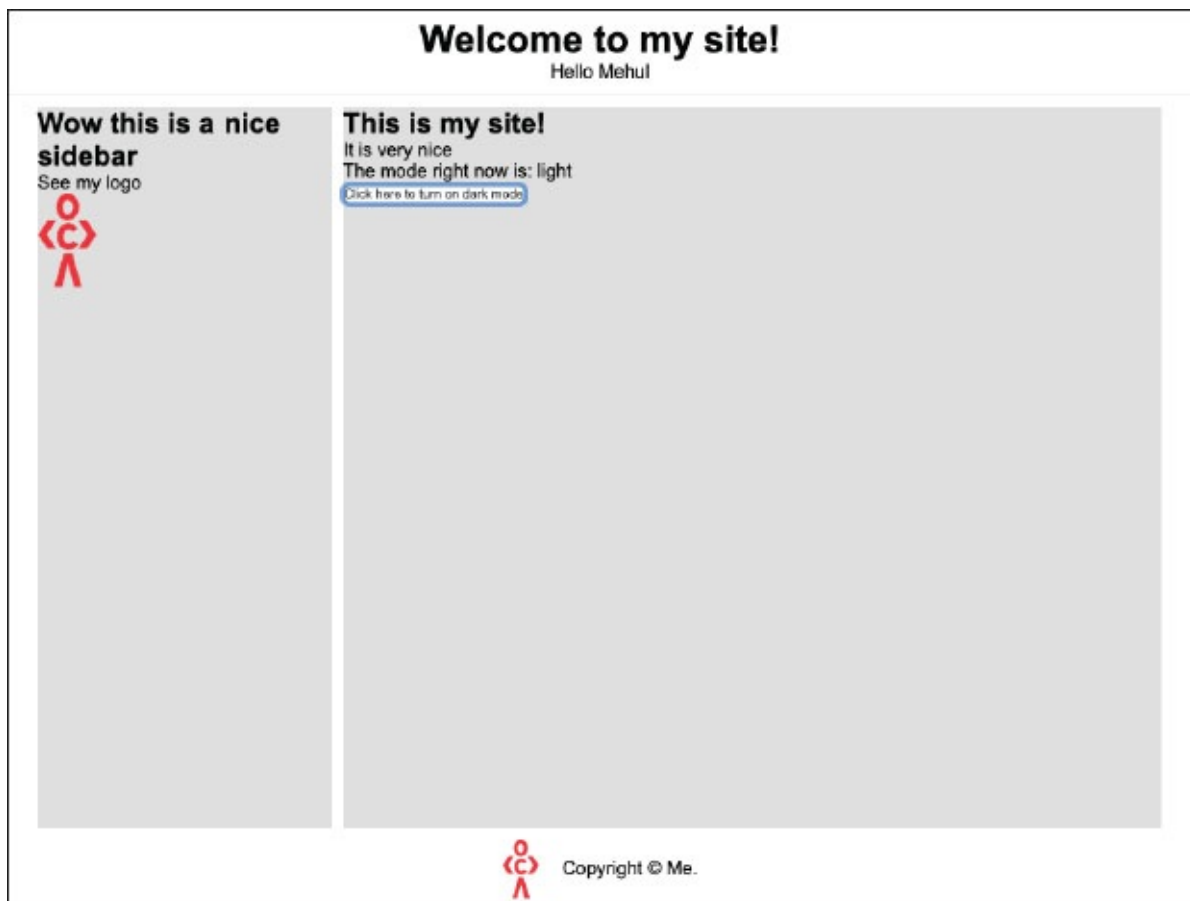 Welcome to my site!
Hello Mehul
Wow this is a nice
sidebar
See my logo
This is my site!
It is very nice
The mode right now is: light
Click here to turn on dark mode
Copyright © Me.